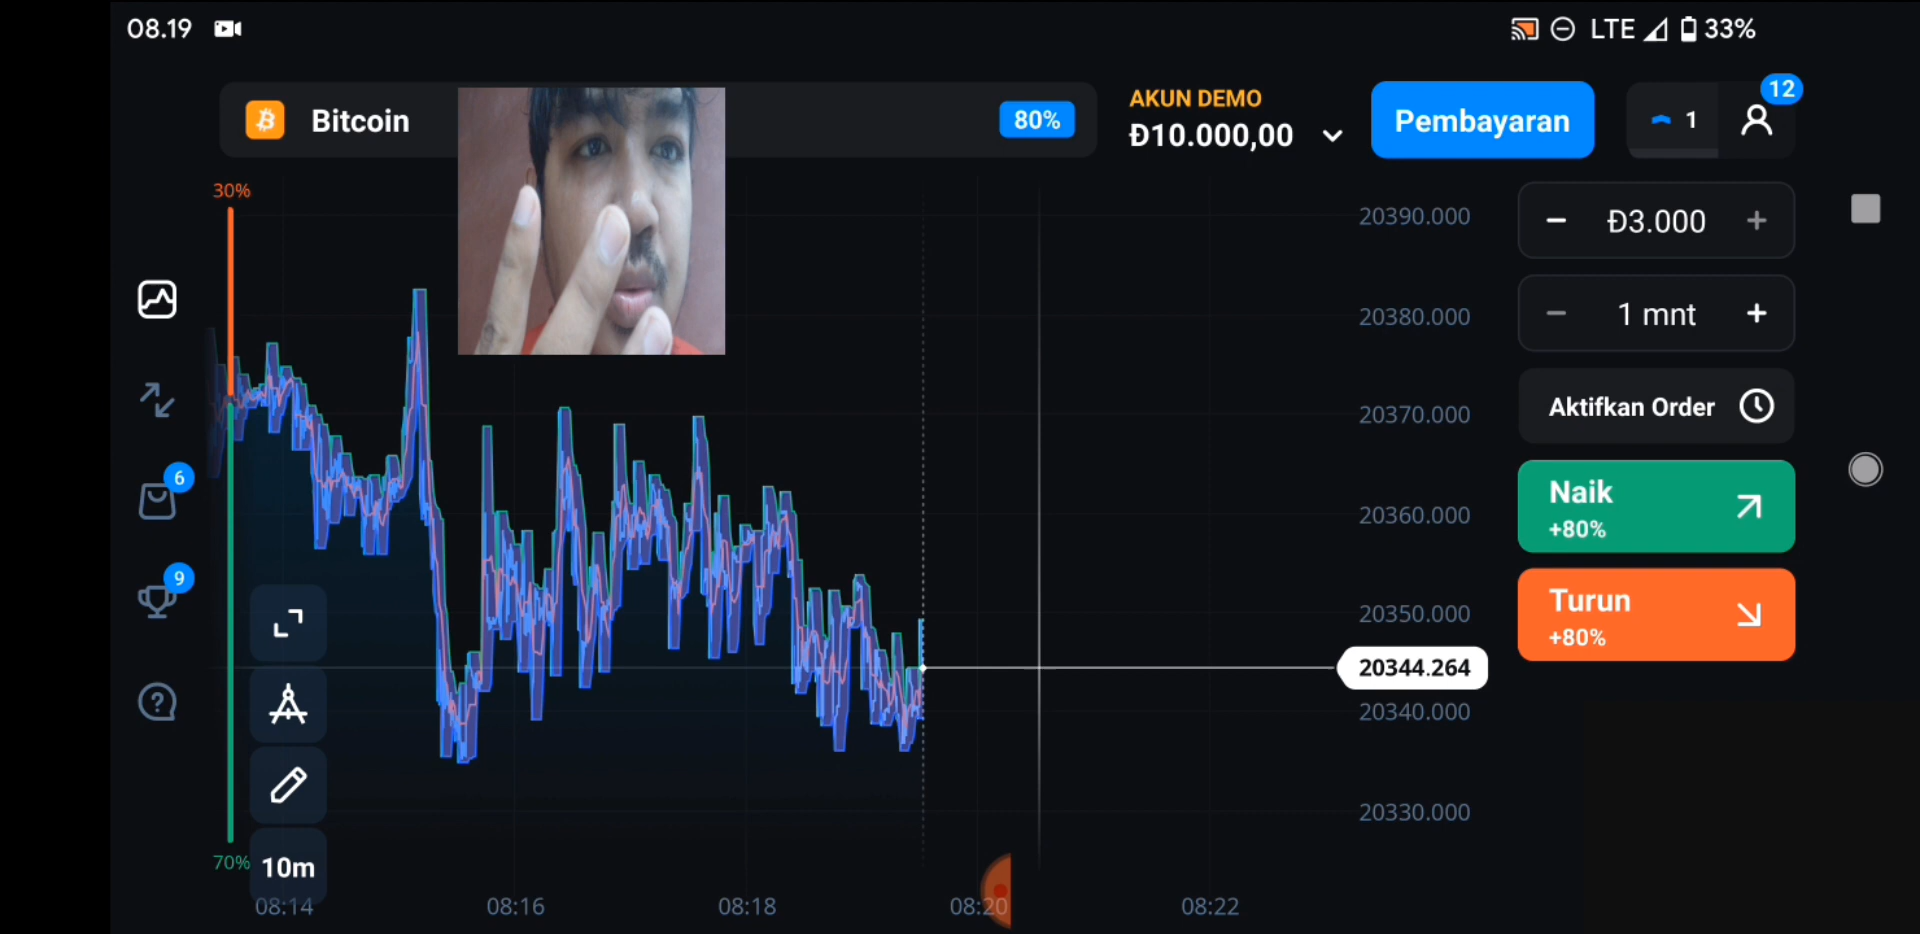 08.19
LTE 33%
Bitcoin
80%
AKUN DEMO
Đ10.000,00
Pembayaran
1
12
30%
20390.000
Đ3.000
20380.000
1 mnt
20370.000
Aktifkan Order
6
20360.000
Naik
+80%
9
20350.000
Turun
+80%
20344.264
20340.000
20330.000
70%
10m
08:14
08:16
08:18
08:20
08:22